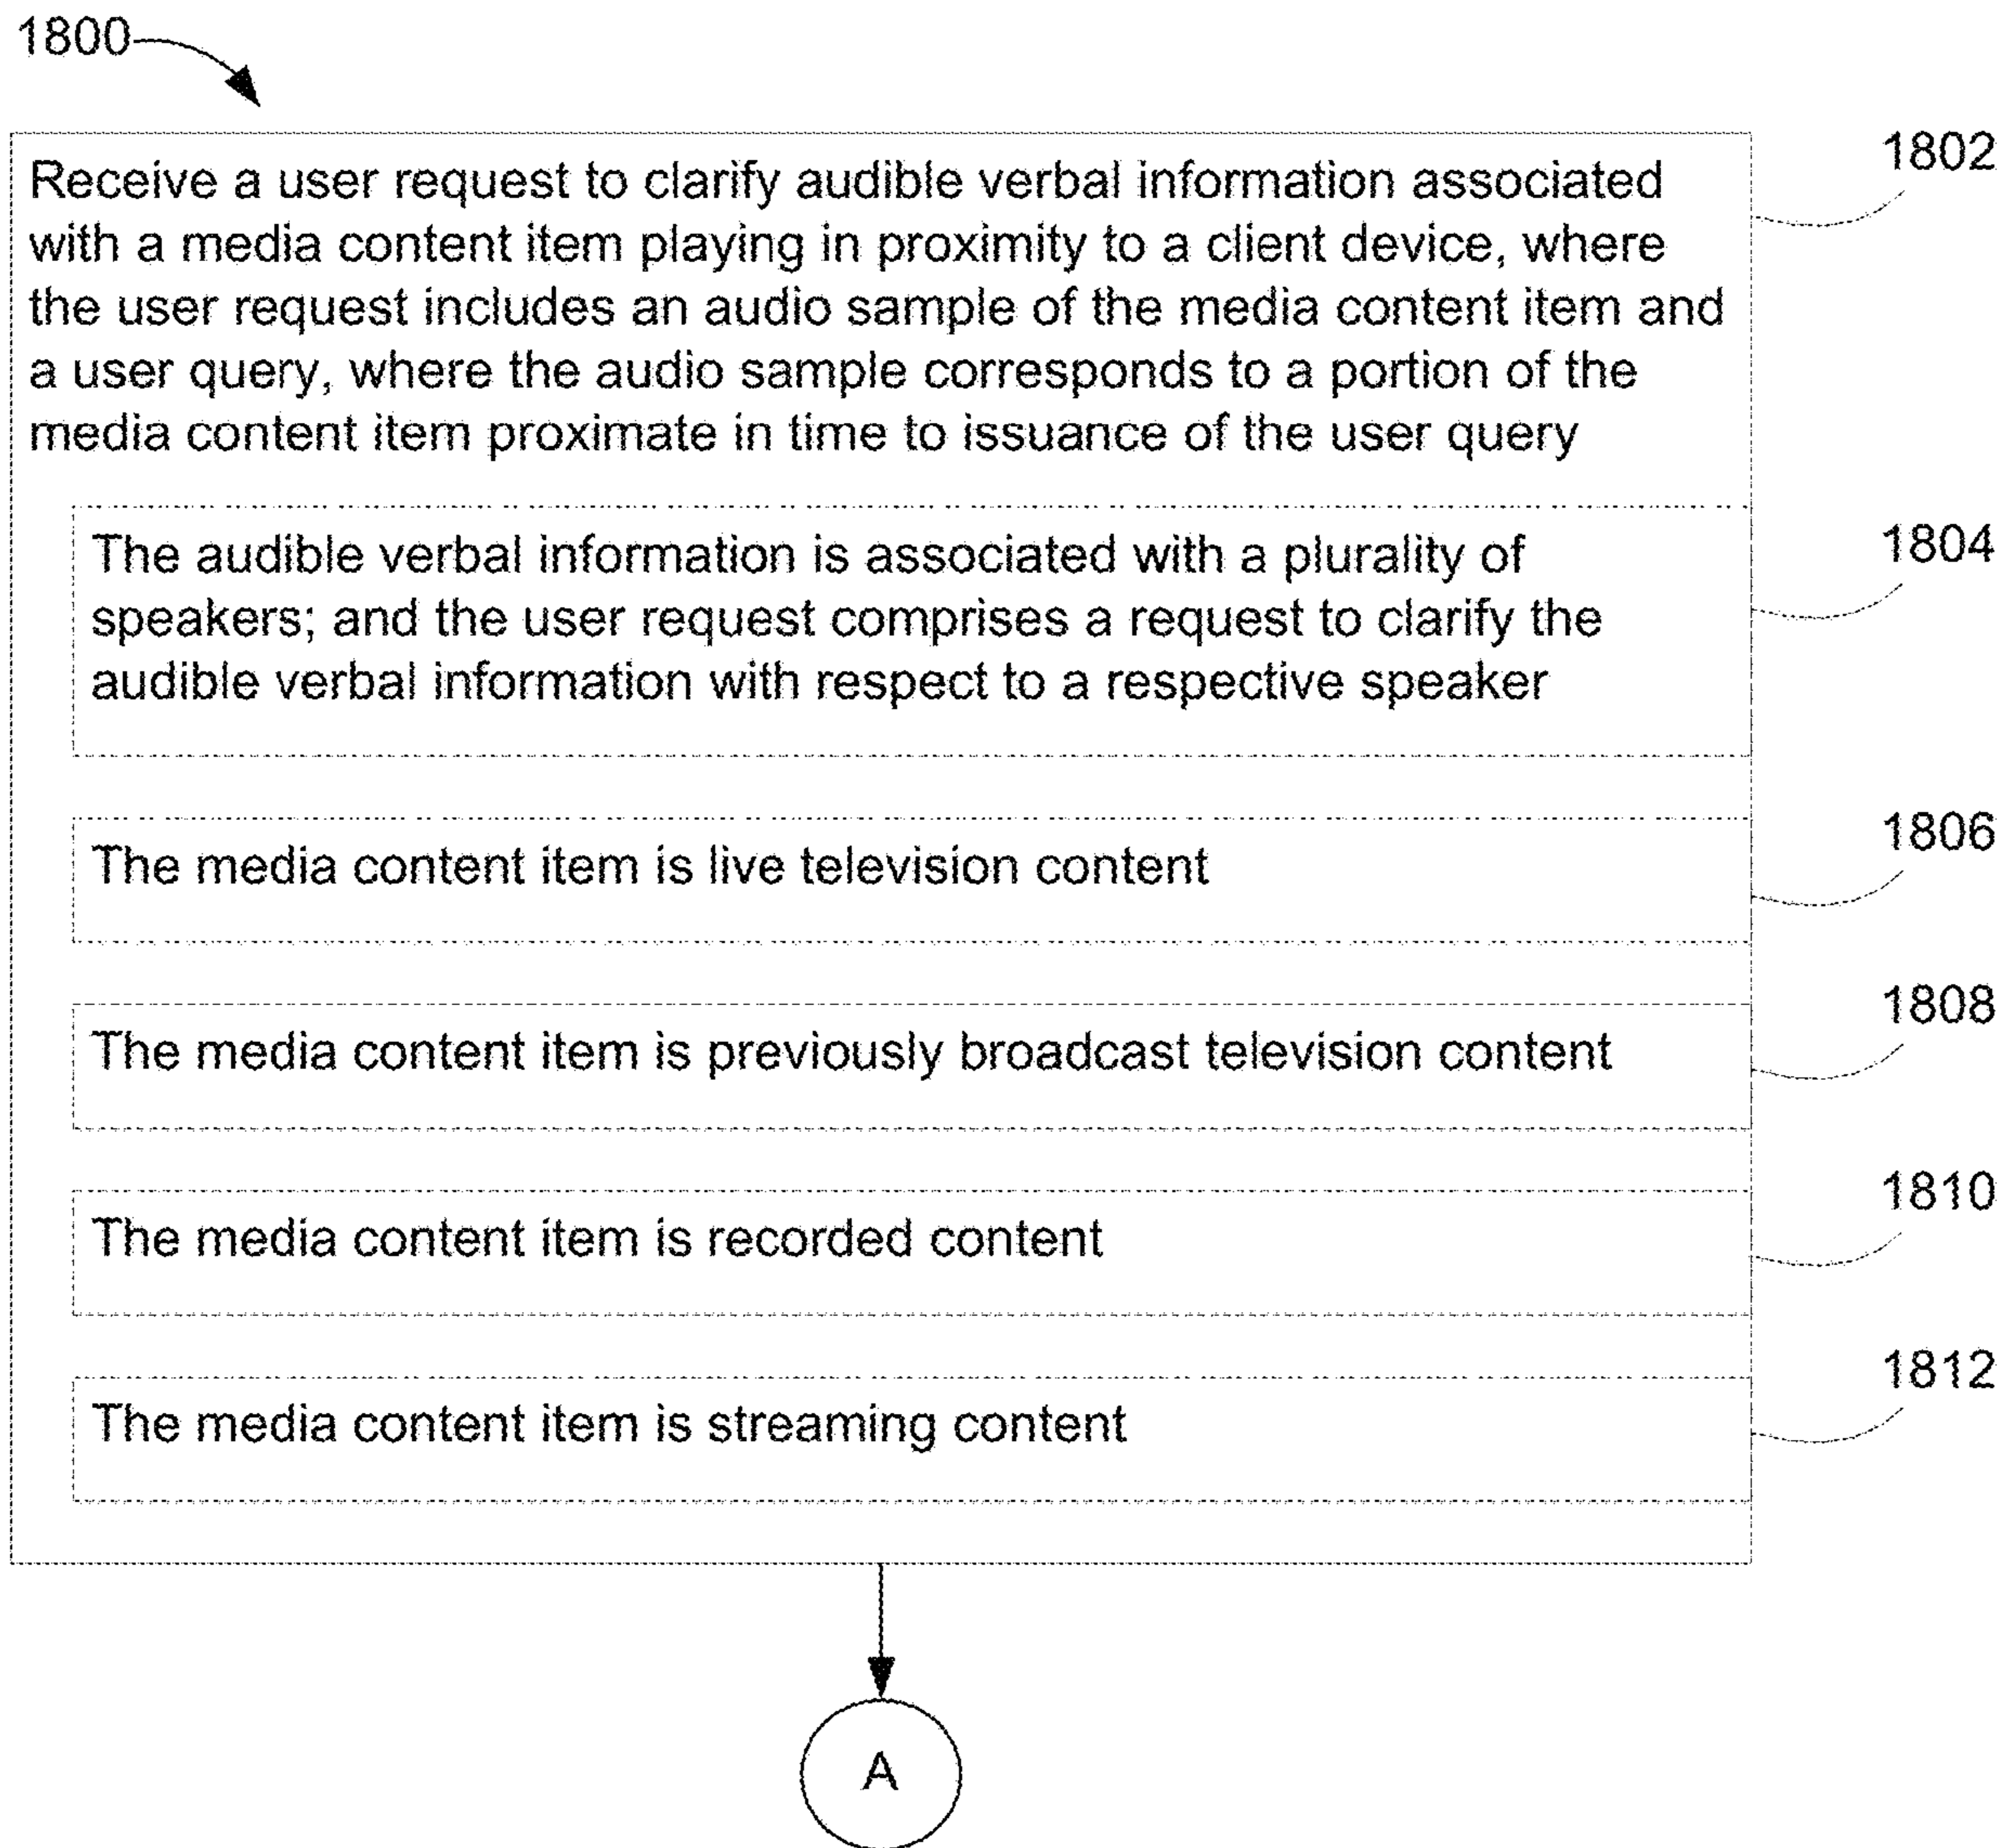 1800
1802
Receive a user request to clarify audible verbal information associated
with a media content item playing in proximity to a client device, where
the user request includes an audio sample of the media content item and
a user query, where the audio sample corresponds to a portion of the
media content item proximate in time to issuance of the user query
1804
The audible verbal information is associated with a plurality of
speakers; and the user request comprises a request to clarify the
audible verbal information with respect to a respective speaker
1806
The media content item is live television content
1808
The media content item is previously broadcast television content
1810
The media content item is recorded content
1812
The media content item is streaming content
A